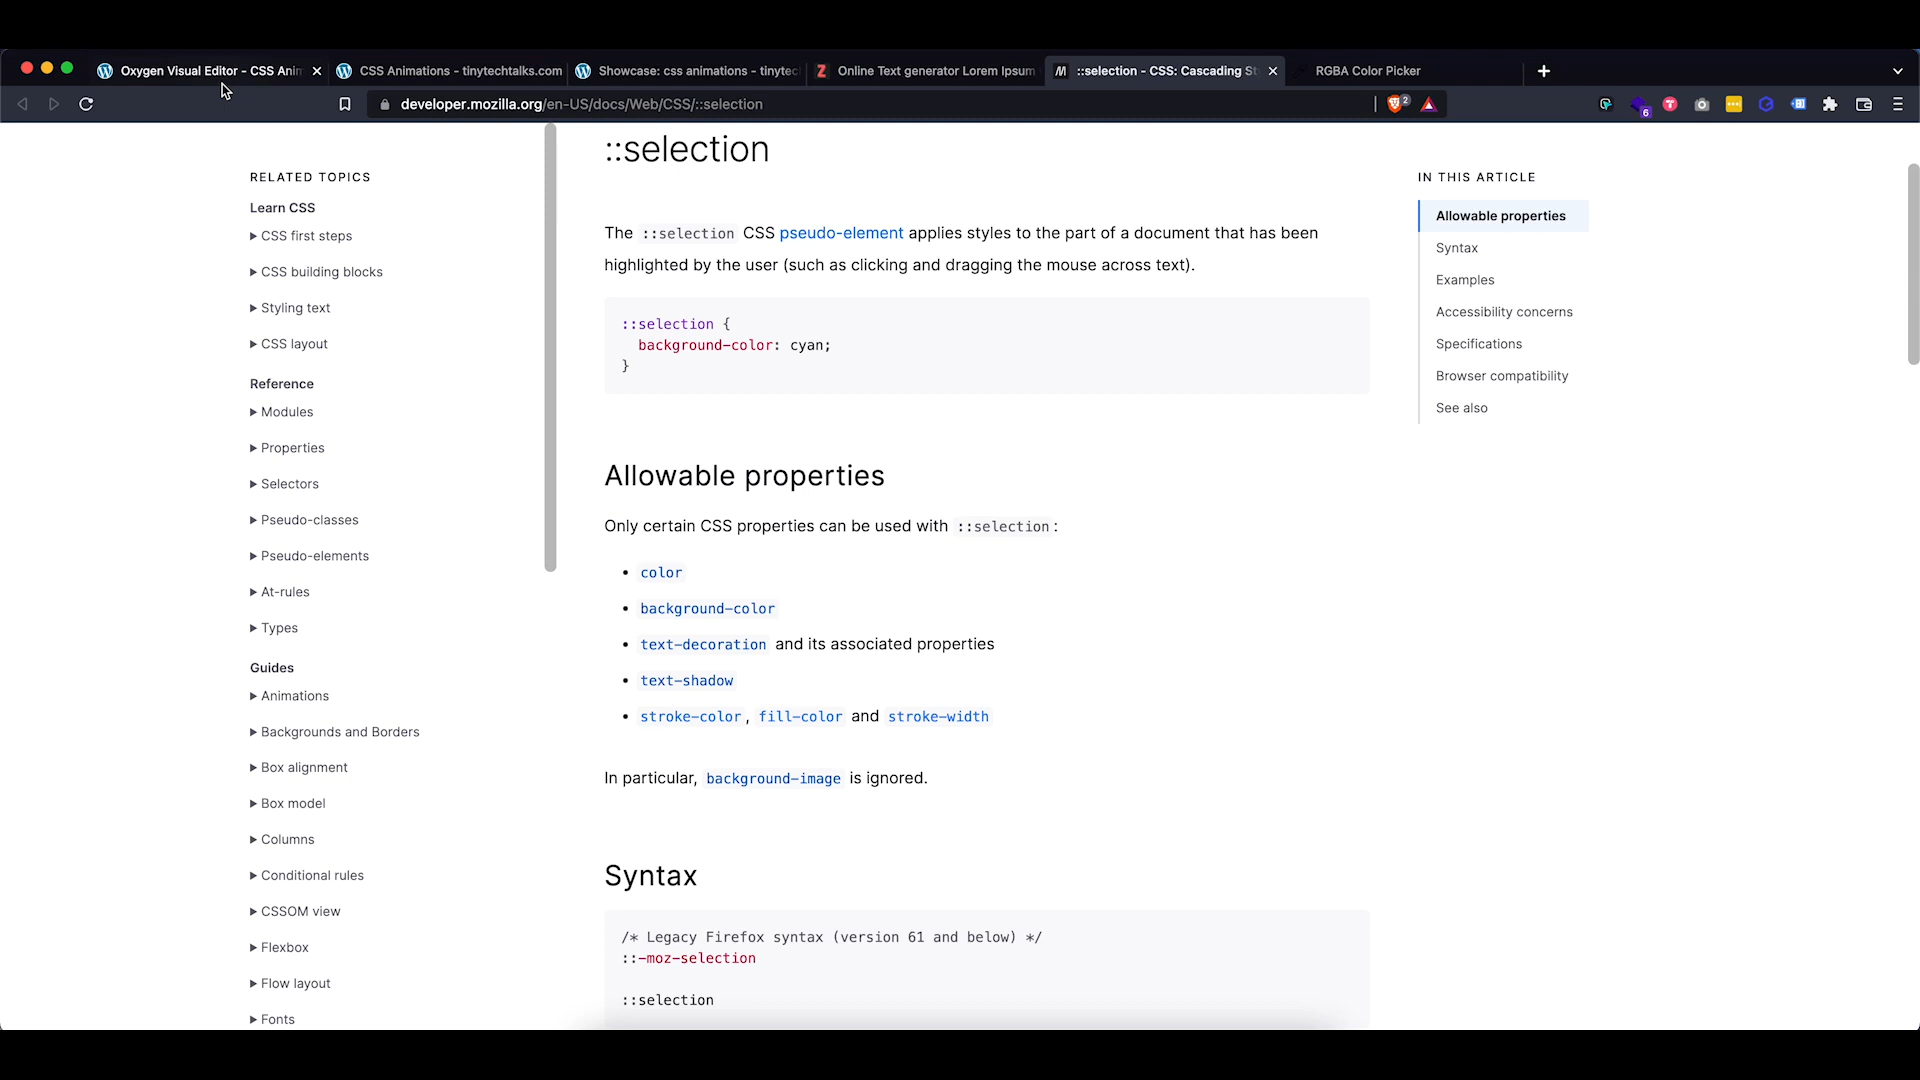 Oxygen Visual Editor - CSS Anim
CSS Animations - tinytechtalks.com
Showcase: css animations - tinytec
Online Text generator Lorem Ipsum
::selection - CSS: Cascading S
RGBA Color Picker
developer.mozilla.org/en-US/docs/Web/CSS/::selection
2
6
RELATED TOPICS
Learn CSS
CSS first steps
CSS building blocks
Styling text
CSS layout
Reference
Modules
Properties
Selectors
Pseudo-classes
Pseudo-elements
At-rules
Types
Guides
Animations
Backgrounds and Borders
Box alignment
Box model
Columns
Conditional rules
CSSOM view
Flexbox
Flow layout
Fonts
::selection
The ::selection CSS pseudo-element applies styles to the part of a document that has been
highlighted by the user (such as clicking and dragging the mouse across text).
::selection {
background-color: cyan;
}
Allowable properties
Only certain CSS properties can be used with ::selection:
• color
• background-color
• text-decoration and its associated properties
• text-shadow
• stroke-color, fill-color and stroke-width
In particular, background-image is ignored.
Syntax
/* Legacy Firefox syntax (version 61 and below) */
::-moz-selection
::selection
IN THIS ARTICLE
Allowable properties
Syntax
Examples
Accessibility concerns
Specifications
Browser compatibility
See also